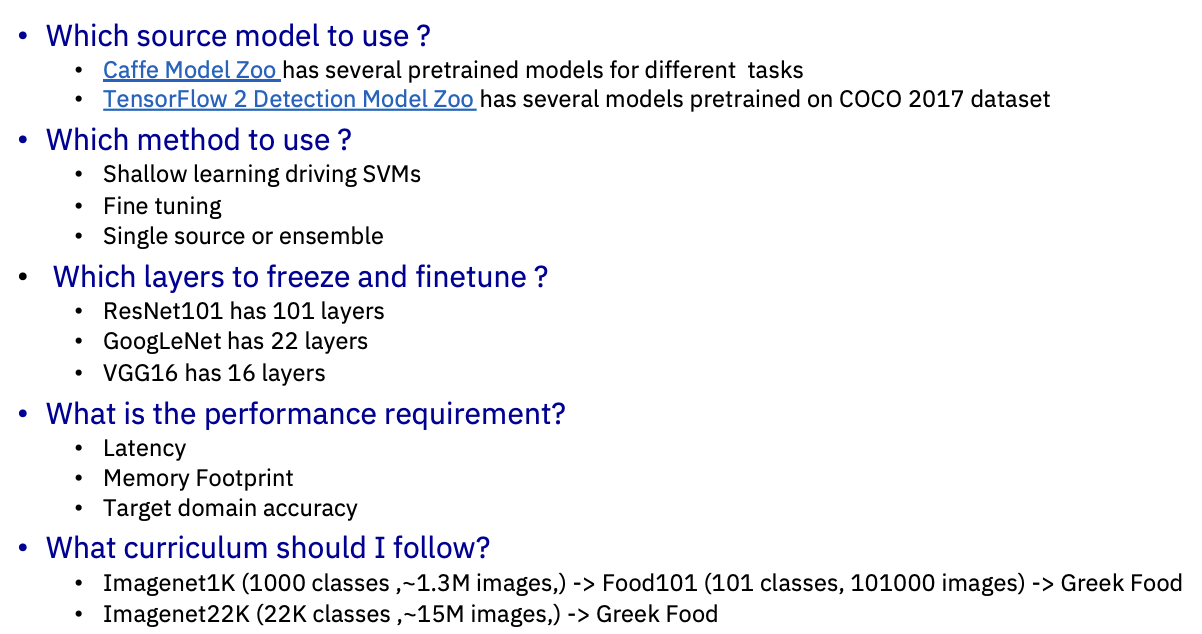 • Which source model to use ?
• Caffe Model Zoo has several pretrained models for different  tasks
• TensorFlow 2 Detection Model Zoo has several models pretrained on COCO 2017 dataset
• Which method to use ?
• Shallow learning driving SVMs
• Fine tuning
• Single source or ensemble
• Which layers to freeze and finetune ?
• ResNet101 has 101 layers
• GoogLeNet has 22 layers
• VGG16 has 16 layers
• What is the performance requirement?
• Latency
• Memory Footprint
• Target domain accuracy
• What curriculum should I follow?
• Imagenet1K (1000 classes ,~1.3M images,) -> Food101 (101 classes, 101000 images) -> Greek Food
• Imagenet22K (22K classes ,~15M images,) -> Greek Food